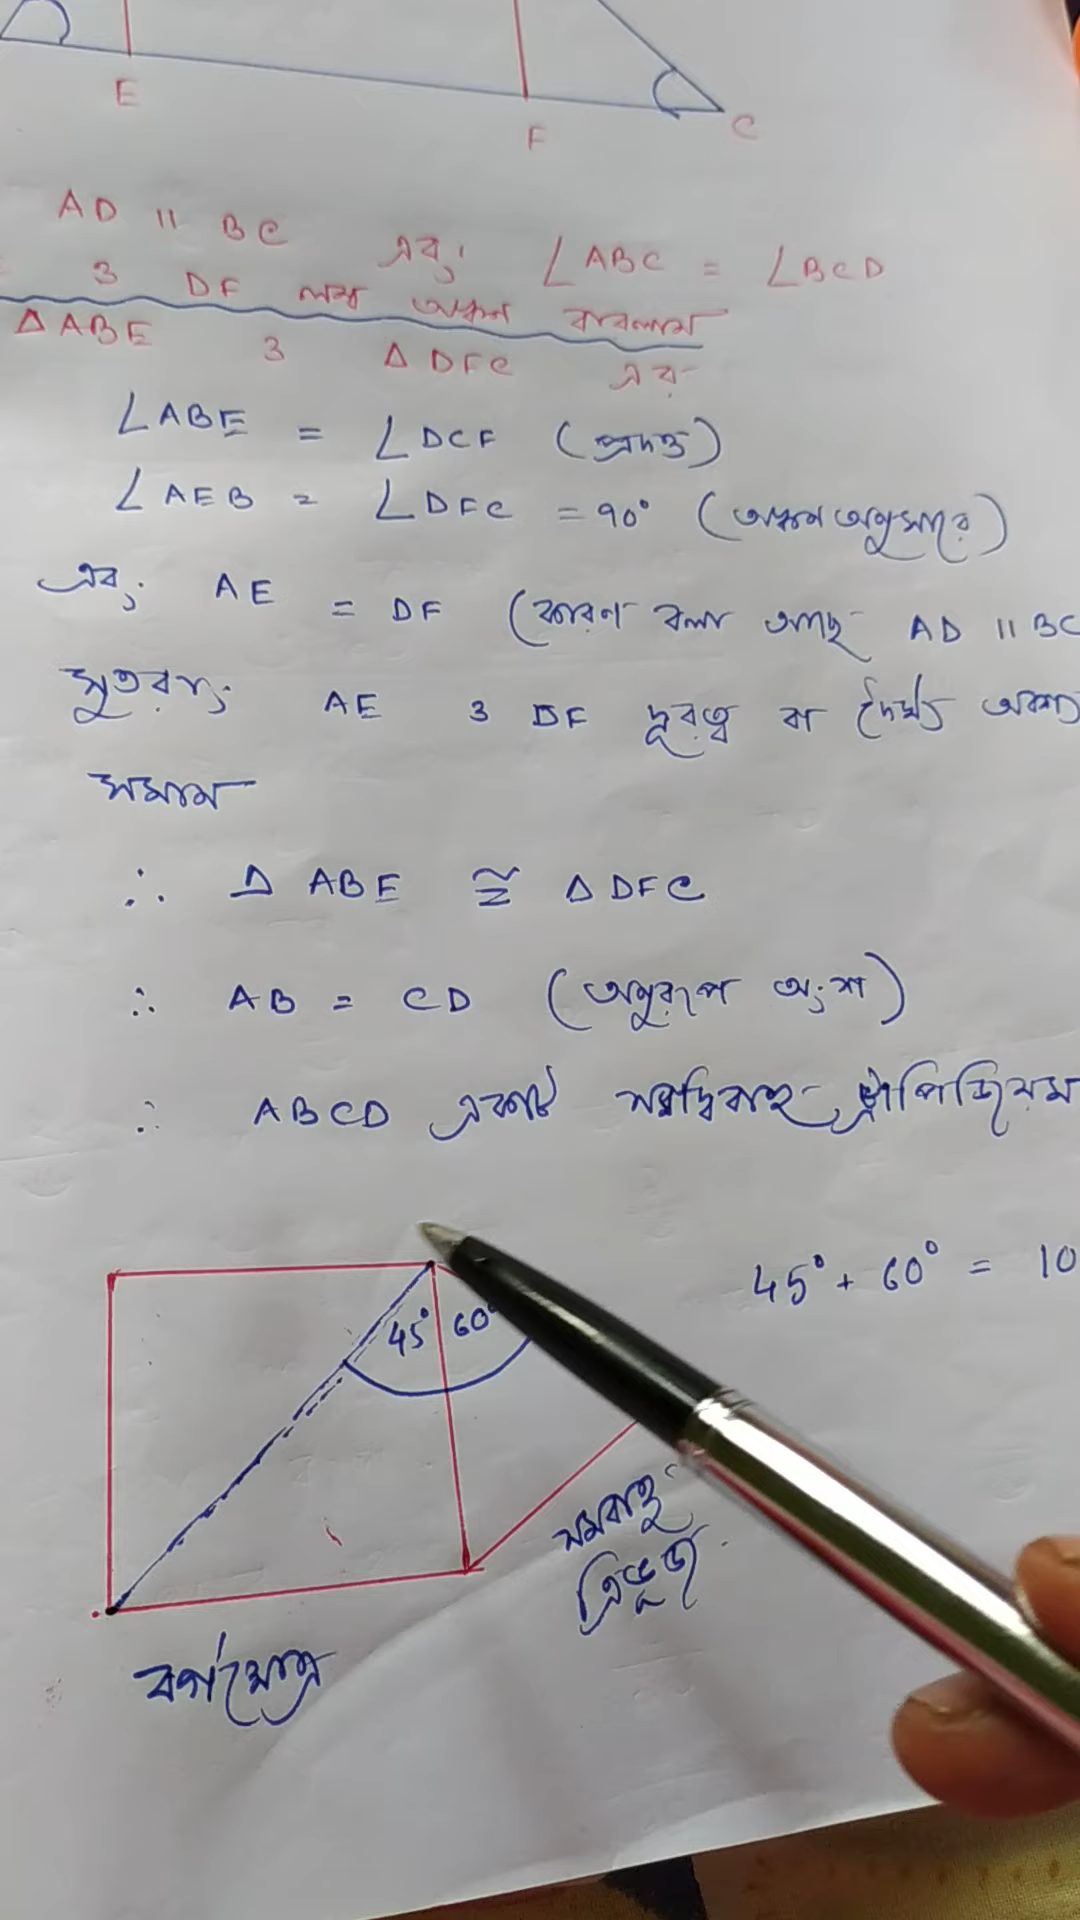 E
F
C
AD || BC এবং ∠ABC = ∠BCD
ও DF লম্ব অঙ্কন করলাম
△ABE ও △DFC এর
∠ABE = ∠DCF (প্রদত্ত)
∠AEB = ∠DFC = 90° (অঙ্কন অনুসারে)
এবং AE = DF (কারণ বলা আছে AD || BC
সুতরাং AE ও DF দূরত্ব বা দৈর্ঘ্য
সমান
∴ △ABE ≅ △DFC
∴ AB = CD (অনুরূপ অংশ)
∴ ABCD একটি সমদ্বিবাহু ট্রাপিজিয়ম
45° + 60° = 10
45° 60°
সমবাহু
ত্রিভুজ
বর্গক্ষেত্র